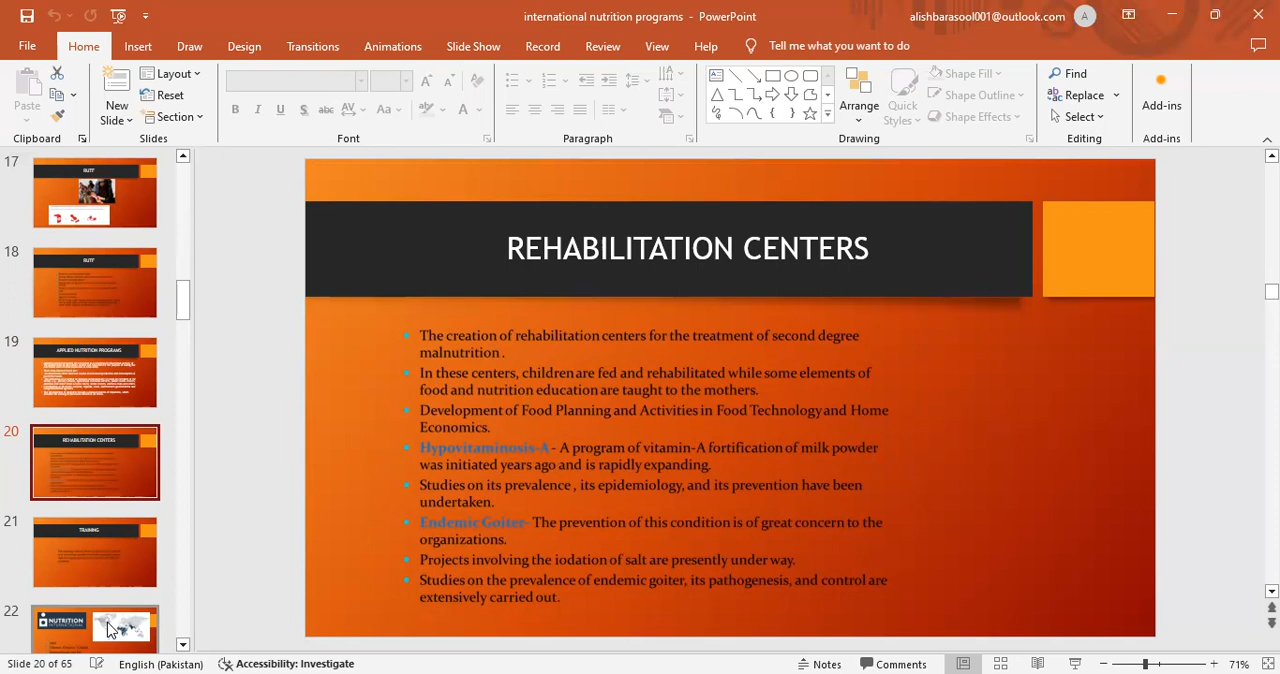 international nutrition programs - PowerPoint
alishbarasool001@outlook.com
A
File
Home
Insert
Draw
Design
Transitions
Animations
Slide Show
Record
Review
View
Help
Tell me what you want to do
Paste
New
Slide
Layout
Reset
Section
B I U S abc AV Aa A
Arrange
Quick
Styles
Shape Fill
Shape Outline
Shape Effects
Find
Replace
Select
Add-ins
Clipboard
Slides
Font
Paragraph
Drawing
Editing
Add-ins
17
RUTF
18
RUTF
19
APPLIED NUTRITION PROGRAMS
20
REHABILITATION CENTERS
21
TRAINING
22
NUTRITION
INTERNATIONAL
REHABILITATION CENTERS
The creation of rehabilitation centers for the treatment of second degree
malnutrition .
In these centers, children are fed and rehabilitated while some elements of
food and nutrition education are taught to the mothers.
Development of Food Planning and Activities in Food Technology and Home
Economics.
Hypovitaminosis-A - A program of vitamin-A fortification of milk powder
was initiated years ago and is rapidly expanding.
Studies on its prevalence , its epidemiology, and its prevention have been
undertaken.
Endemic Goiter- The prevention of this condition is of great concern to the
organizations.
Projects involving the iodation of salt are presently under way.
Studies on the prevalence of endemic goiter, its pathogenesis, and control are
extensively carried out.
Slide 20 of 65
English (Pakistan)
Accessibility: Investigate
Notes
Comments
71%